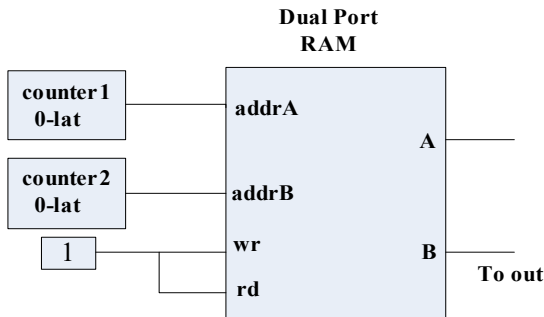 Dual Port
RAM
counter1
0-lat
addrA
A
counter2
0-lat
addrB
1
wr
B
To out
rd